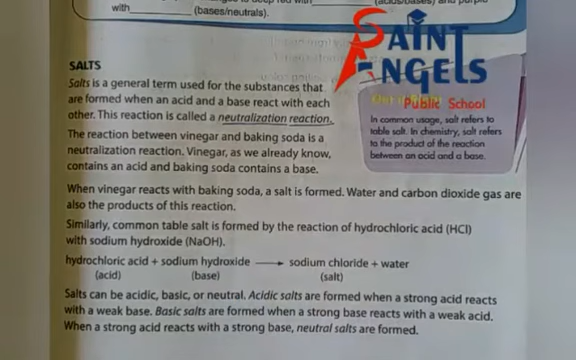 with (bases/neutrals).
(acids/bases) and purple
SAINT
ANGELS
Public School
SALTS
Salts is a general term used for the substances that
are formed when an acid and a base react with each
other. This reaction is called a neutralization reaction.
The reaction between vinegar and baking soda is a
neutralization reaction. Vinegar, as we already know,
contains an acid and baking soda contains a base.
In common usage, salt refers to
table salt. In chemistry, salt refers
to the product of the reaction
between an acid and a base.
When vinegar reacts with baking soda, a salt is formed. Water and carbon dioxide gas are
also the products of this reaction.
Similarly, common table salt is formed by the reaction of hydrochloric acid (HCl)
with sodium hydroxide (NaOH).
hydrochloric acid + sodium hydroxide → sodium chloride + water
(acid) (base) (salt)
Salts can be acidic, basic, or neutral. Acidic salts are formed when a strong acid reacts
with a weak base. Basic salts are formed when a strong base reacts with a weak acid.
When a strong acid reacts with a strong base, neutral salts are formed.